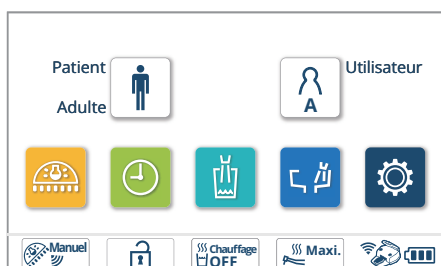 Patient
Utilisateur
Adulte
A
Manuel
Chauffage
OFF
Maxi.